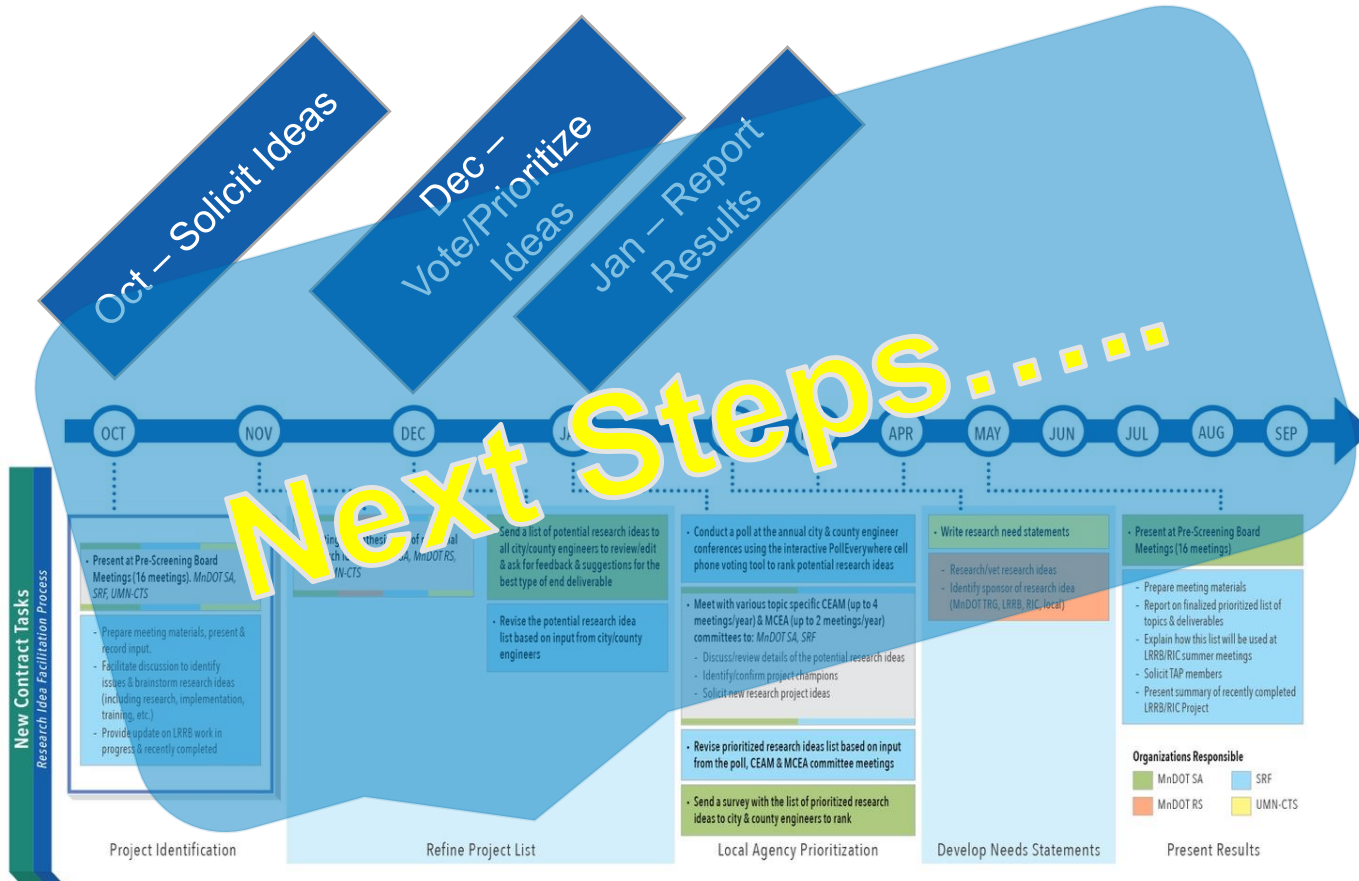 Oct – Solicit Ideas
Dec –
Vote/Prioritize
Ideas
Jan – Report
Results
Next Steps.....
OCT
NOV
DEC
APR
MAY
JUN
JUL
AUG
SEP
New Contract Tasks
Research Idea Facilitation Process
• Present at Pre-Screening Board
Meetings (16 meetings). MnDOT SA,
SRF, UMN-CTS
– Prepare meeting materials, present &
record input.
– Facilitate discussion to identify
issues & brainstorm research ideas
(including research, implementation,
training, etc.)
– Provide update on LRRB work in
progress & recently completed
Project Identification
MnDOT RS,
Send a list of potential research ideas to
all city/county engineers to review/edit
& ask for feedback & suggestions for the
best type of end deliverable
• Revise the potential research idea
list based on input from city/county
engineers
Refine Project List
• Conduct a poll at the annual city & county engineer
conferences using the interactive PollEverywhere cell
phone voting tool to rank potential research ideas
• Meet with various topic specific CEAM (up to 4
meetings/year) & MCEA (up to 2 meetings/year)
committees to: MnDOT SA, SRF
– Discuss/review details of the potential research ideas
– Identify/confirm project champions
– Solicit new research project ideas
• Revise prioritized research ideas list based on input
from the poll, CEAM & MCEA committee meetings
• Send a survey with the list of prioritized research
ideas to city & county engineers to rank
Local Agency Prioritization
• Write research need statements
– Research/vet research ideas
– Identify sponsor of research idea
(MnDOT TRG, LRRB, RIC, local)
Develop Needs Statements
• Present at Pre-Screening Board
Meetings (16 meetings)
– Prepare meeting materials
– Report on finalized prioritized list of
topics & deliverables
– Explain how this list will be used at
LRRB/RIC summer meetings
– Solicit TAP members
– Present summary of recently completed
LRRB/RIC Project
Organizations Responsible
MnDOT SA
SRF
MnDOT RS
UMN-CTS
Present Results